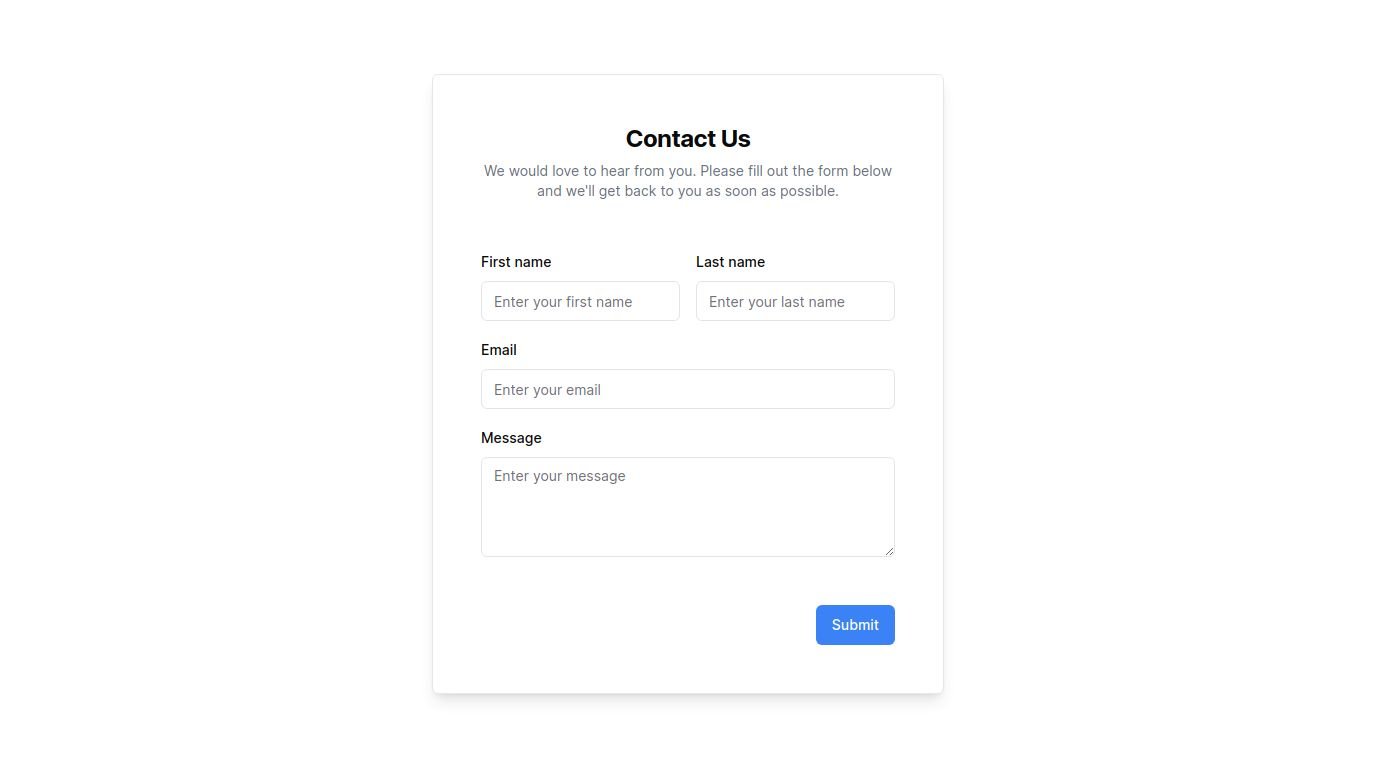 Contact Us
We would love to hear from you. Please fill out the form below
and we'll get back to you as soon as possible.
First name
Last name
Enter your first name
Enter your last name
Email
Enter your email
Message
Enter your message
Submit